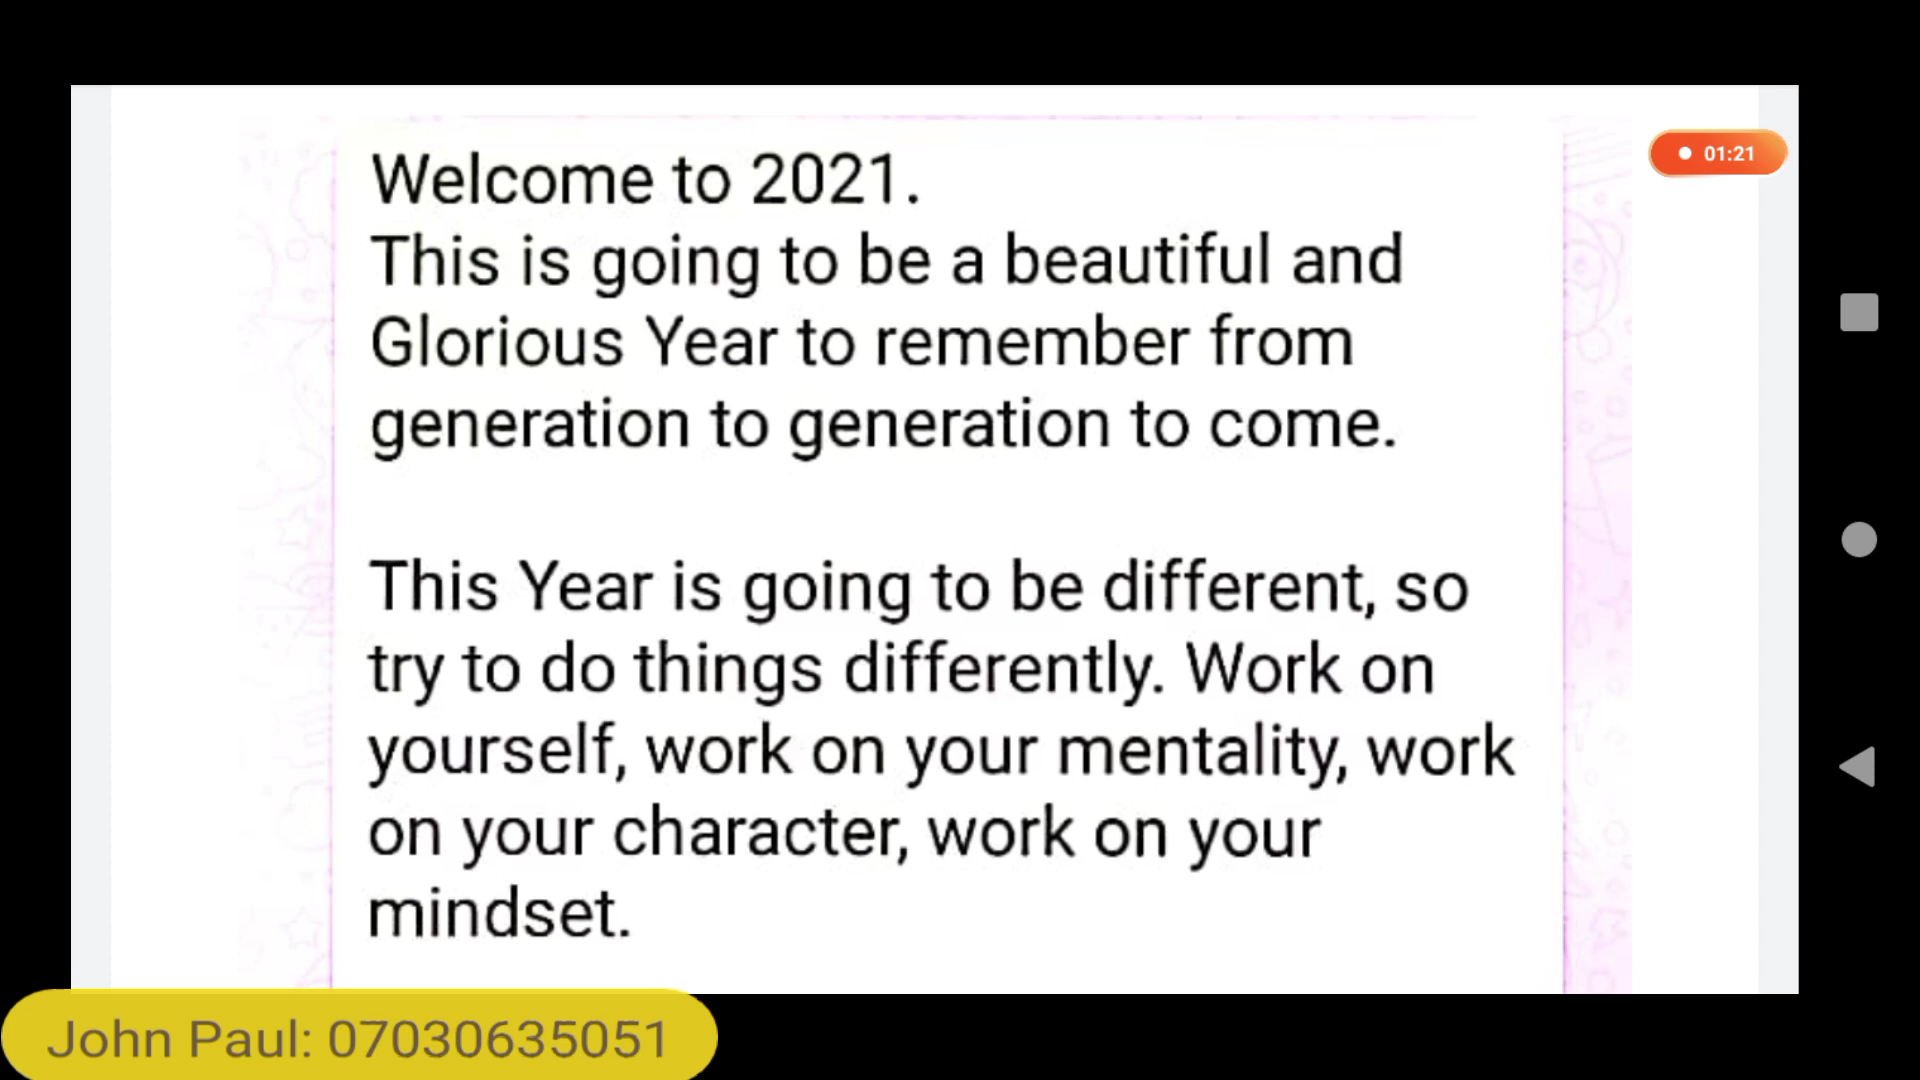 Welcome to 2021.
01:21
This is going to be a beautiful and
Glorious Year to remember from
generation to generation to come.
This Year is going to be different, so
try to do things differently. Work on
yourself, work on your mentality, work
on your character, work on your
mindset.
John Paul: 07030635051